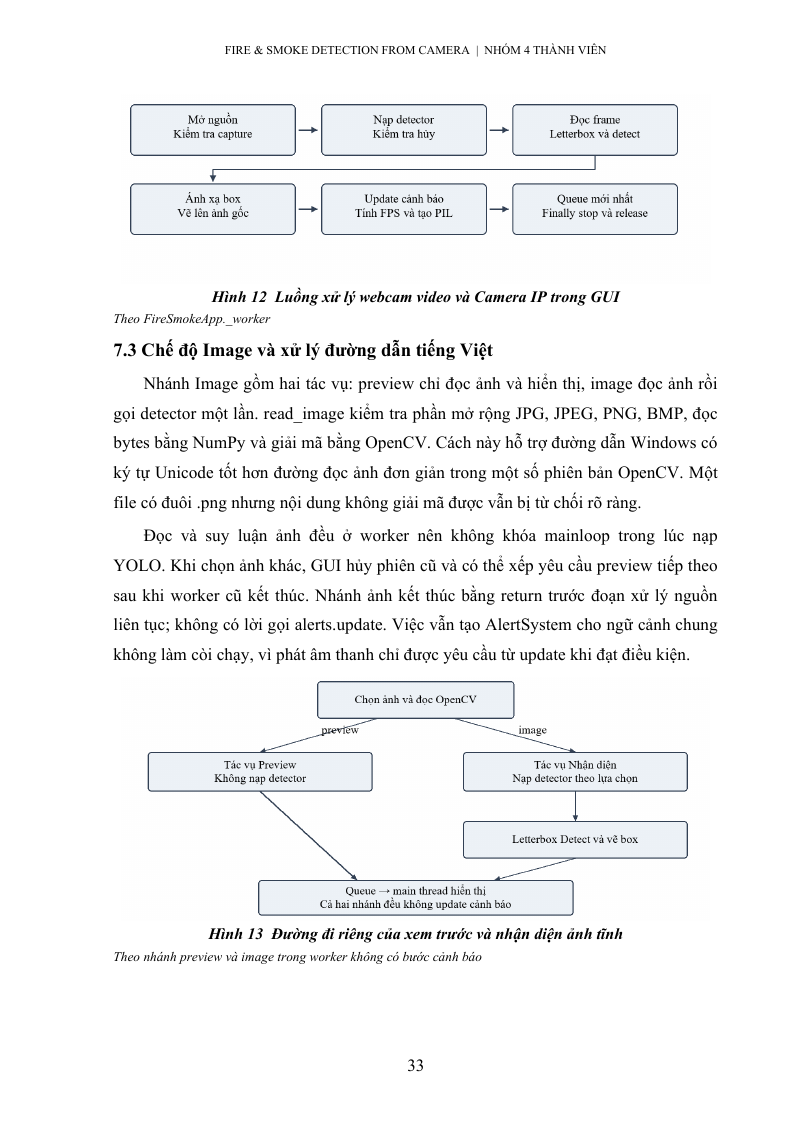 FIRE & SMOKE DETECTION FROM CAMERA | NHÓM 4 THÀNH VIÊN
Mở nguồn
Kiểm tra capture
Nạp detector
Kiểm tra hủy
Đọc frame
Letterbox và detect
Ánh xạ box
Vẽ lên ảnh gốc
Update cảnh báo
Tính FPS và tạo PIL
Queue mới nhất
Finally stop và release
Hình 12 Luồng xử lý webcam video và Camera IP trong GUI
Theo FireSmokeApp._worker
7.3 Chế độ Image và xử lý đường dẫn tiếng Việt
Nhánh Image gồm hai tác vụ: preview chỉ đọc ảnh và hiển thị, image đọc ảnh rồi
gọi detector một lần. read_image kiểm tra phần mở rộng JPG, JPEG, PNG, BMP, đọc
bytes bằng NumPy và giải mã bằng OpenCV. Cách này hỗ trợ đường dẫn Windows có
ký tự Unicode tốt hơn đường đọc ảnh đơn giản trong một số phiên bản OpenCV. Một
file có đuôi .png nhưng nội dung không giải mã được vẫn bị từ chối rõ ràng.
Đọc và suy luận ảnh đều ở worker nên không khóa mainloop trong lúc nạp
YOLO. Khi chọn ảnh khác, GUI hủy phiên cũ và có thể xếp yêu cầu preview tiếp theo
sau khi worker cũ kết thúc. Nhánh ảnh kết thúc bằng return trước đoạn xử lý nguồn
liên tục; không có lời gọi alerts.update. Việc vẫn tạo AlertSystem cho ngữ cảnh chung
không làm còi chạy, vì phát âm thanh chỉ được yêu cầu từ update khi đạt điều kiện.
Chọn ảnh và đọc OpenCV
preview
image
Tác vụ Preview
Không nạp detector
Tác vụ Nhận diện
Nạp detector theo lựa chọn
Letterbox Detect và vẽ box
Queue → main thread hiển thị
Cả hai nhánh đều không update cảnh báo
Hình 13 Đường đi riêng của xem trước và nhận diện ảnh tĩnh
Theo nhánh preview và image trong worker không có bước cảnh báo
33